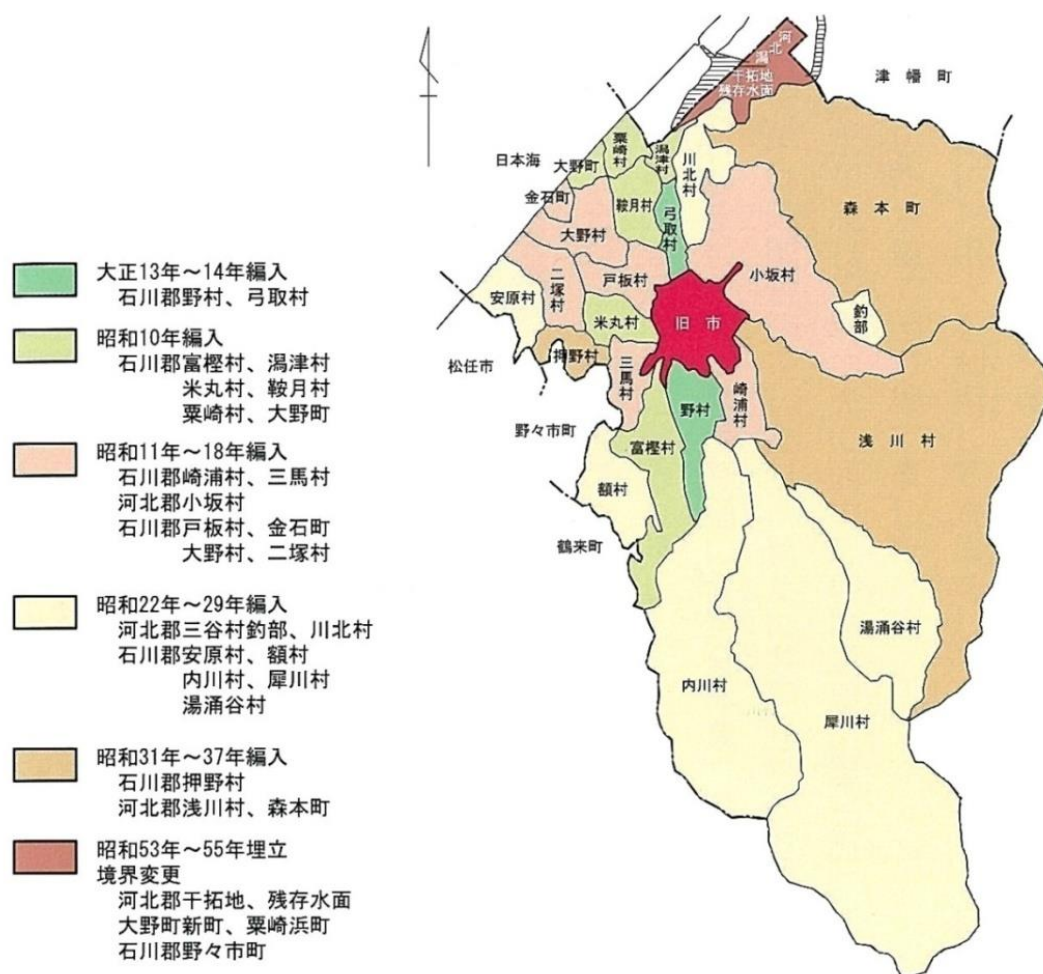 大正13年～14年編入
石川郡野村、弓取村
昭和10年編入
石川郡富樫村、潟津村
米丸村、鞍月村
粟崎村、大野町
昭和11年～18年編入
石川郡崎浦村、三馬村
河北郡小坂村
石川郡戸板村、金石町
大野村、二塚村
昭和22年～29年編入
河北郡三谷村釣部、川北村
石川郡安原村、額村
内川村、犀川村
湯涌谷村
昭和31年～37年編入
石川郡押野村
河北郡浅川村、森本町
昭和53年～55年埋立
境界変更
河北郡干拓地、残存水面
大野町新町、粟崎浜町
石川郡野々市町
河北潟
干拓地
残存水面
津幡町
日本海
大野町
粟崎村
潟津村
川北村
金石町
鞍月村
弓取村
森本町
大野村
小坂村
安原村
二塚村
戸板村
釣部
米丸村
旧市
松任市
押野村
三馬村
崎浦村
野村
浅川村
野々市町
富樫村
額村
鶴来町
湯涌谷村
内川村
犀川村